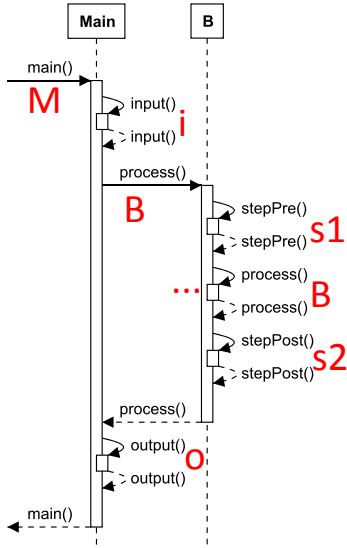 Main B
main()
M
input()
i
input()
process()
B
stepPre()
s1
stepPre()
process()
...
B
process()
stepPost()
s2
stepPost()
process()
output()
o
output()
main()